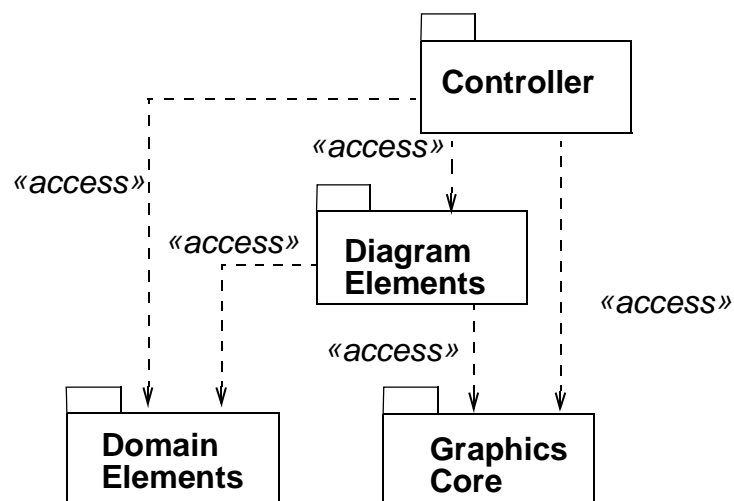 Controller
«access»
«access»
«access»
Diagram
Elements
«access»
«access»
Domain
Elements
Graphics
Core